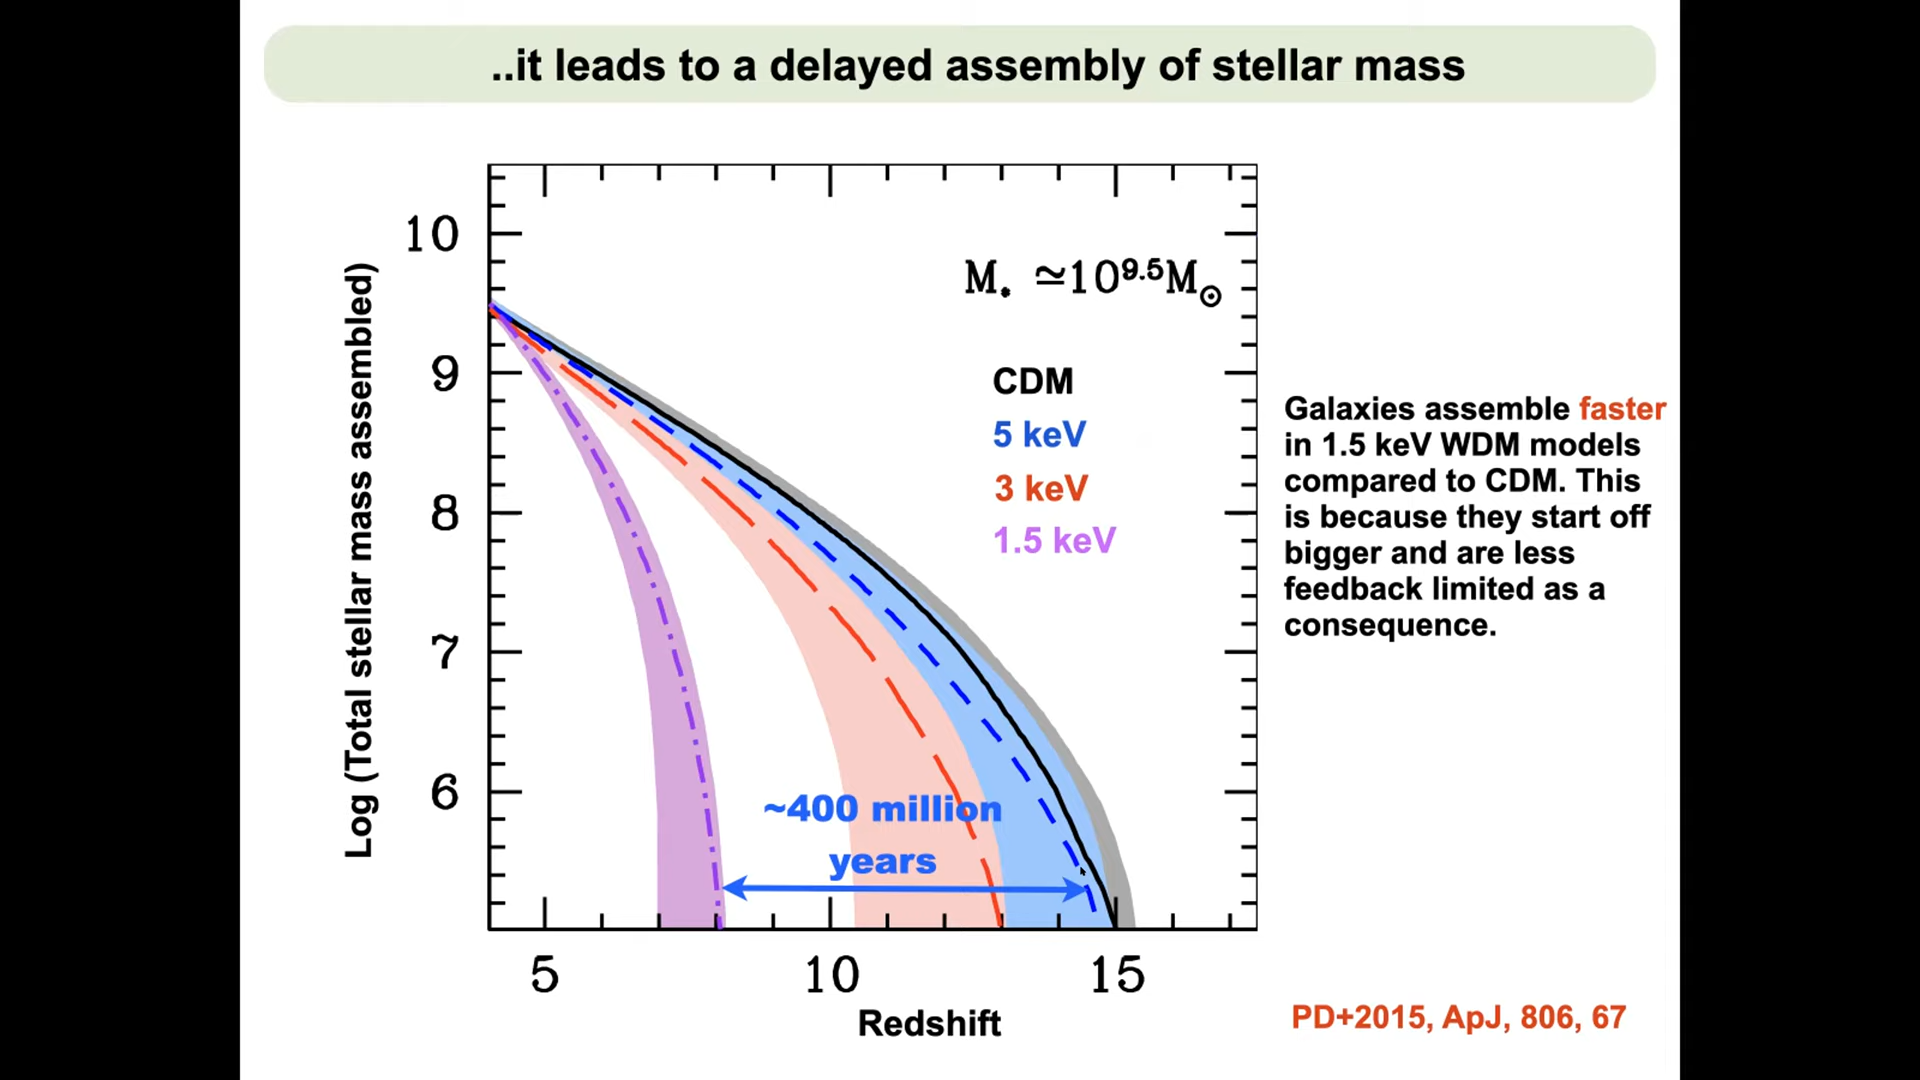 ..it leads to a delayed assembly of stellar mass
Log (Total stellar mass assembled)
10
9
8
7
6
M* ≃10^9.5M⊙
CDM
5 keV
3 keV
1.5 keV
~400 million
years
5 10 15
Redshift
Galaxies assemble faster
in 1.5 keV WDM models
compared to CDM. This
is because they start off
bigger and are less
feedback limited as a
consequence.
PD+2015, ApJ, 806, 67